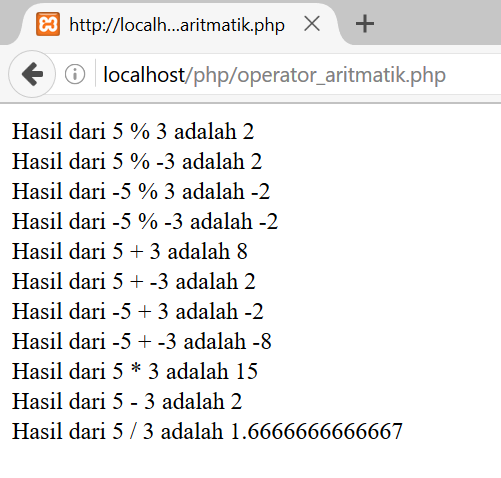 http://localh...aritmatik.php
localhost/php/operator_aritmatik.php
Hasil dari 5 % 3 adalah 2
Hasil dari 5 % -3 adalah 2
Hasil dari -5 % 3 adalah -2
Hasil dari -5 % -3 adalah -2
Hasil dari 5 + 3 adalah 8
Hasil dari 5 + -3 adalah 2
Hasil dari -5 + 3 adalah -2
Hasil dari -5 + -3 adalah -8
Hasil dari 5 * 3 adalah 15
Hasil dari 5 - 3 adalah 2
Hasil dari 5 / 3 adalah 1.6666666666667